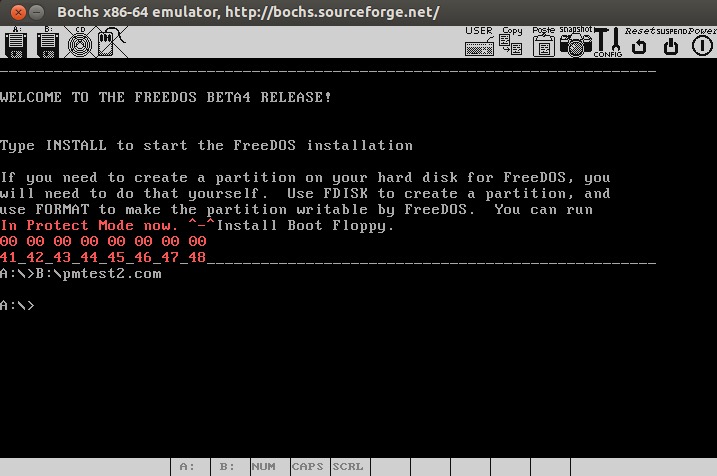 Bochs x86-64 emulator, http://bochs.sourceforge.net/
A: B: CD USER Copy Paste snapshot CONFIG Reset SUSPEND Power
WELCOME TO THE FREEDOS BETA4 RELEASE!
Type INSTALL to start the FreeDOS installation
If you need to create a partition on your hard disk for FreeDOS, you
will need to do that yourself.  Use FDISK to create a partition, and
use FORMAT to make the partition writable by FreeDOS.  You can run
In Protect Mode now. ^-^Install Boot Floppy.
00 00 00 00 00 00 00 00
41_42_43_44_45_46_47_48_____________________________________________________
A:\>B:\pmtest2.com
A:\>
A: B: NUM CAPS SCRL